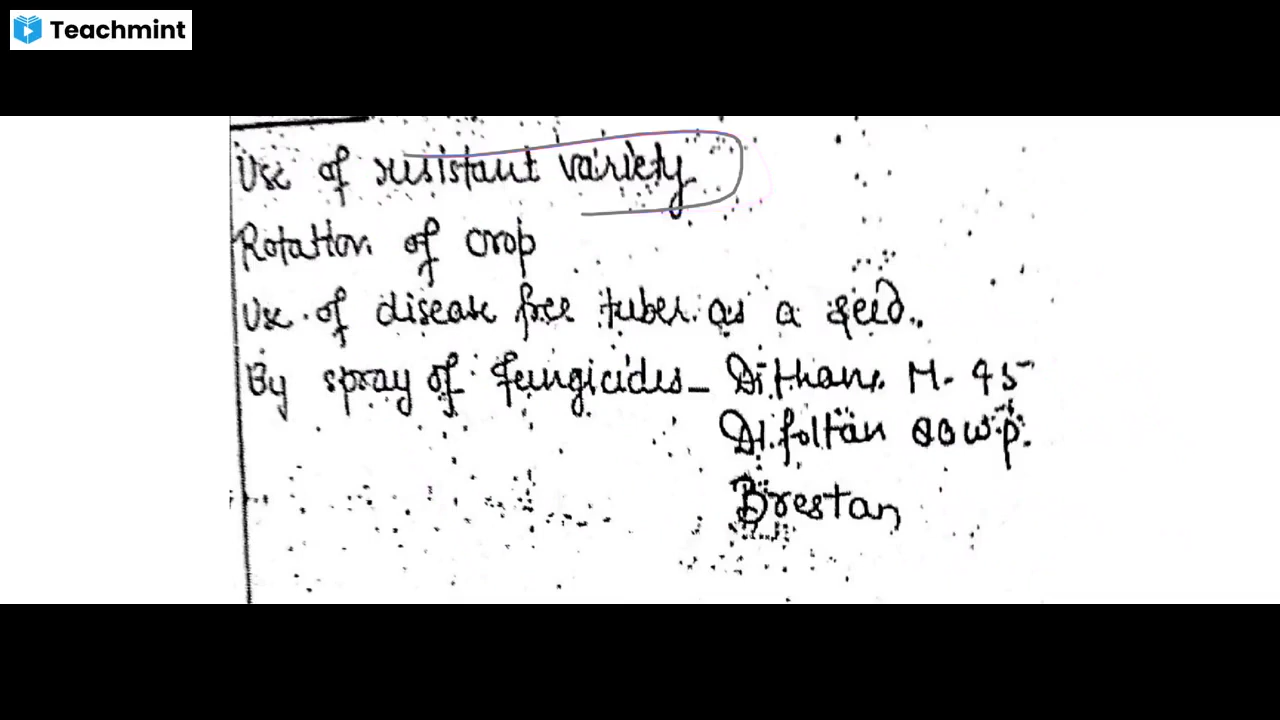 Teachmint
Use of resistant variety
Rotation of crop
Use of disease free tuber as a seed.
By spray of fungicides - Dithane M-45
Difoltan 80 w.p.
Brestan